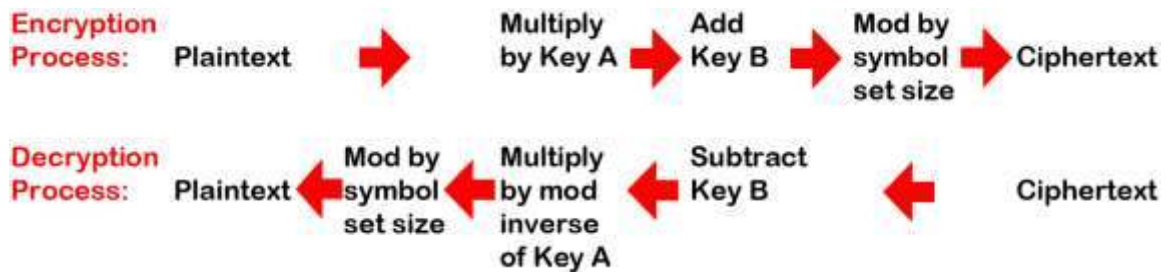 Encryption Multiply Add Mod by
Process: Plaintext by Key A Key B symbol Ciphertext
set size
Decryption Mod by Multiply Subtract
Process: Plaintext symbol by mod Key B Ciphertext
set size inverse
of Key A